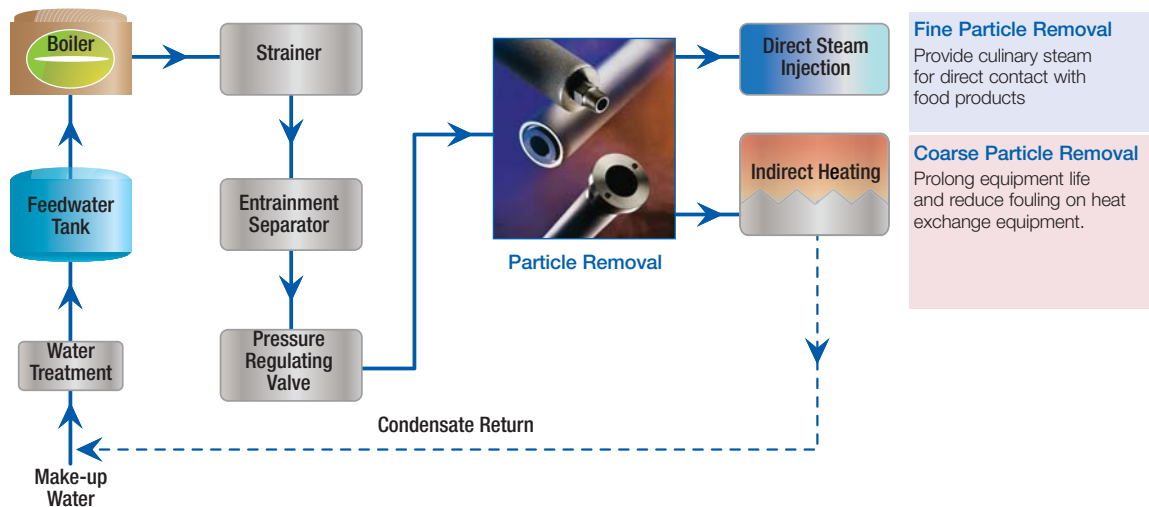 Boiler
Strainer
Direct Steam
Injection
Fine Particle Removal
Provide culinary steam
for direct contact with
food products
Coarse Particle Removal
Prolong equipment life
and reduce fouling on heat
exchange equipment.
Indirect Heating
Feedwater
Tank
Entrainment
Separator
Particle Removal
Pressure
Regulating
Valve
Water
Treatment
Condensate Return
Make-up
Water